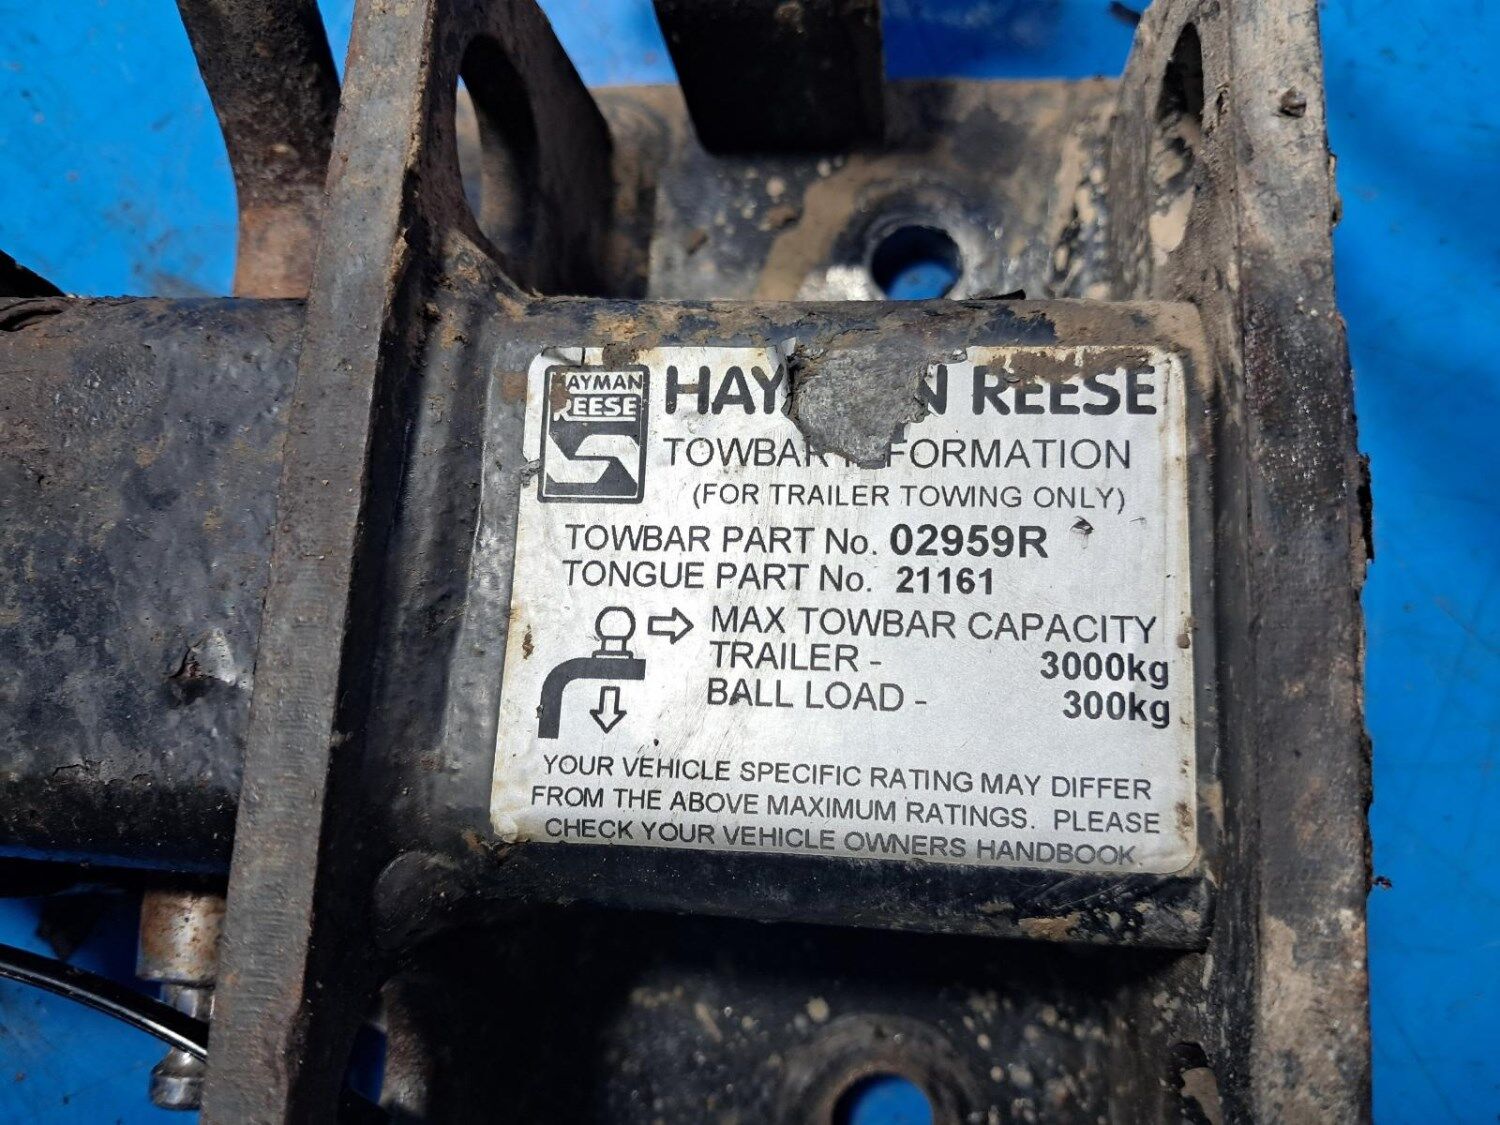 AYMAN
REESE
HAY N REESE
TOWBAR INFORMATION
(FOR TRAILER TOWING ONLY)
TOWBAR PART No. 02959R
TONGUE PART No. 21161
MAX TOWBAR CAPACITY
TRAILER - 3000kg
BALL LOAD - 300kg
YOUR VEHICLE SPECIFIC RATING MAY DIFFER
FROM THE ABOVE MAXIMUM RATINGS. PLEASE
CHECK YOUR VEHICLE OWNERS HANDBOOK.